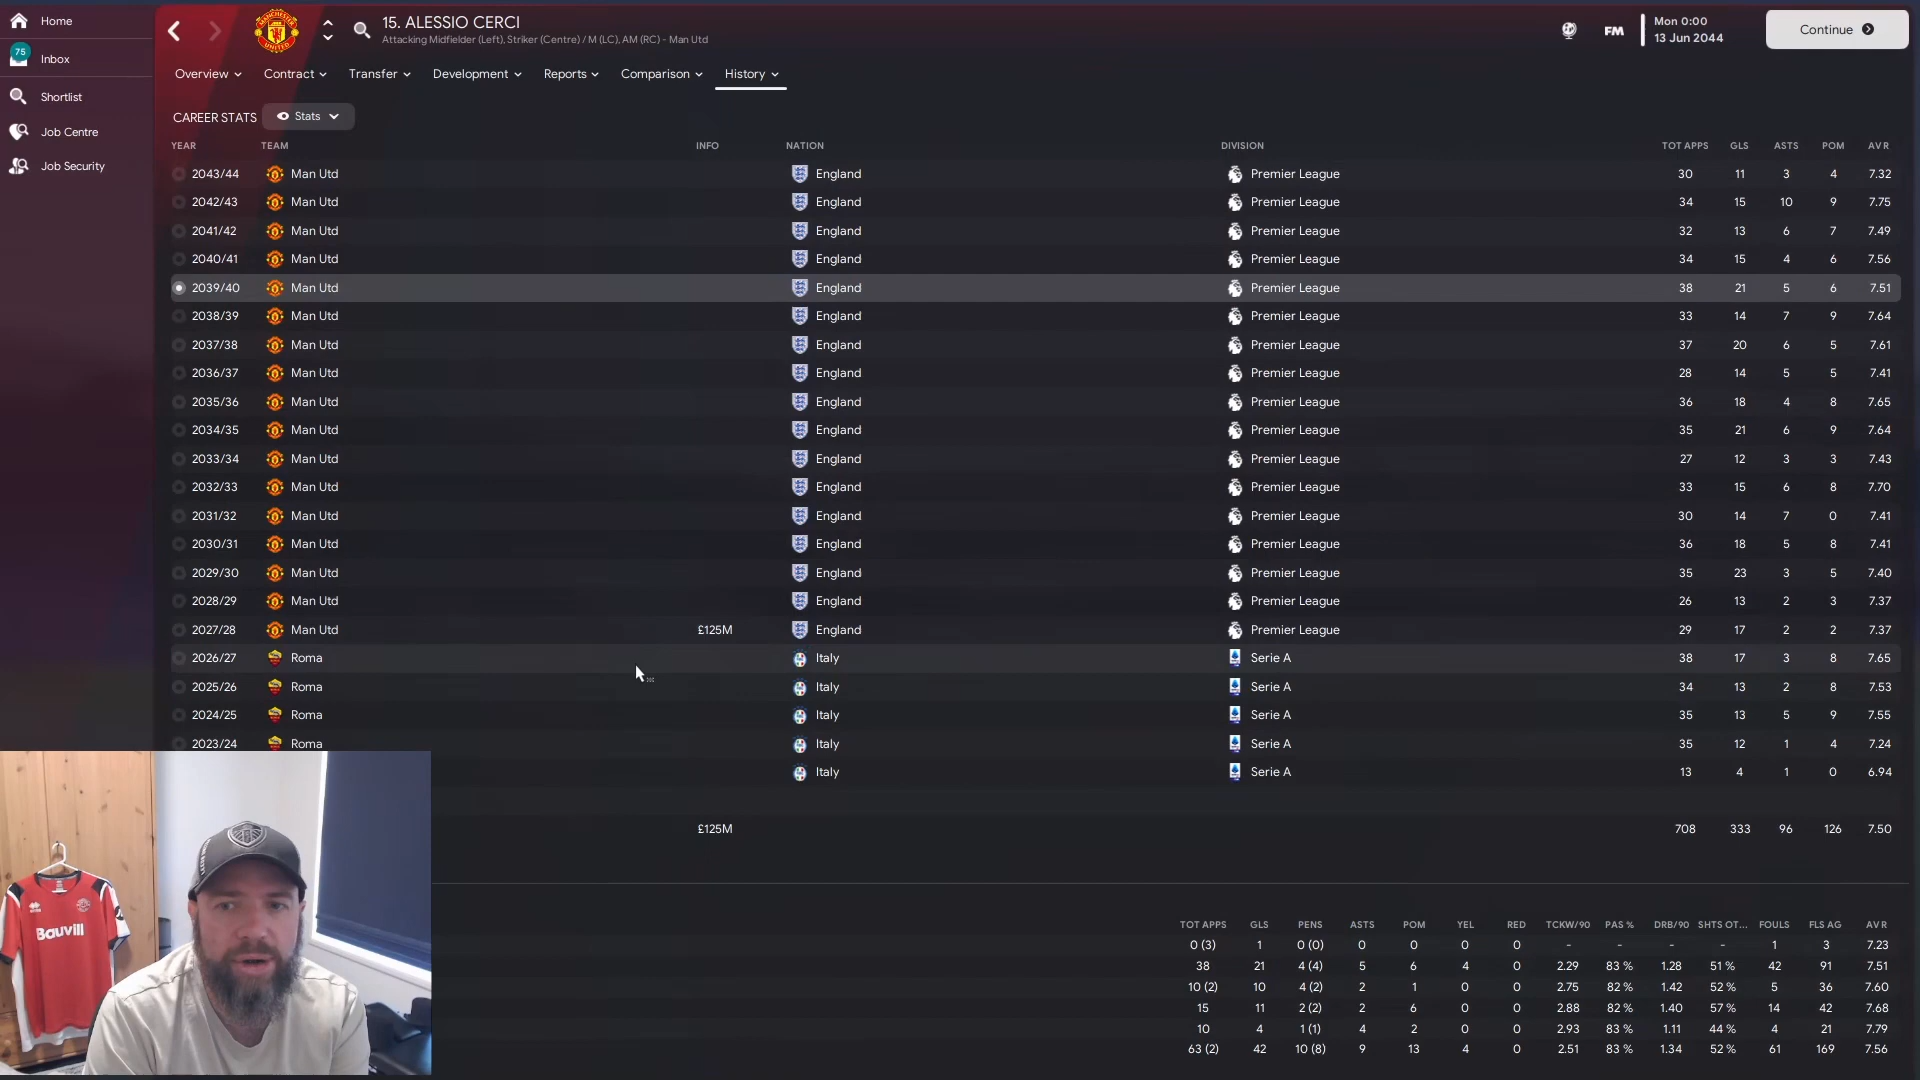 Home
75
Inbox
Shortlist
Job Centre
Job Security
15. ALESSIO CERCI
Attacking Midfielder (Left), Striker (Centre) / M (LC), AM (RC) - Man Utd
FM
Mon 0:00
13 Jun 2044
Continue
Overview
Contract
Transfer
Development
Reports
Comparison
History
CAREER STATS
Stats
YEAR TEAM INFO NATION DIVISION TOT APPS GLS ASTS POM AV R
2043/44 Man Utd England Premier League 30 11 3 4 7.32
2042/43 Man Utd England Premier League 34 15 10 9 7.75
2041/42 Man Utd England Premier League 32 13 6 7 7.49
2040/41 Man Utd England Premier League 34 15 4 6 7.56
2039/40 Man Utd England Premier League 38 21 5 6 7.51
2038/39 Man Utd England Premier League 33 14 7 9 7.64
2037/38 Man Utd England Premier League 37 20 6 5 7.61
2036/37 Man Utd England Premier League 28 14 5 5 7.41
2035/36 Man Utd England Premier League 36 18 4 8 7.65
2034/35 Man Utd England Premier League 35 21 6 9 7.64
2033/34 Man Utd England Premier League 27 12 3 3 7.43
2032/33 Man Utd England Premier League 33 15 6 8 7.70
2031/32 Man Utd England Premier League 30 14 7 0 7.41
2030/31 Man Utd England Premier League 36 18 5 8 7.41
2029/30 Man Utd England Premier League 35 23 3 5 7.40
2028/29 Man Utd England Premier League 26 13 2 3 7.37
2027/28 Man Utd £125M England Premier League 29 17 2 2 7.37
2026/27 Roma Italy Serie A 38 17 3 8 7.65
2025/26 Roma Italy Serie A 34 13 2 8 7.53
2024/25 Roma Italy Serie A 35 13 5 9 7.55
2023/24 Roma Italy Serie A 35 12 1 4 7.24
Italy Serie A 13 4 1 0 6.94
£125M 708 333 96 126 7.50
TOT APPS GLS PENS ASTS POM YEL RED TCKW/90 PAS % DRB/90 SHTS OT... FOULS FLS AG AV R
0 (3) 1 0 (0) 0 0 0 0 - - - - 1 3 7.23
38 21 4 (4) 5 6 4 0 2.29 83 % 1.28 51 % 42 91 7.51
10 (2) 10 4 (2) 2 1 0 0 2.75 82 % 1.42 52 % 5 36 7.60
15 11 2 (2) 2 6 0 0 2.88 82 % 1.40 57 % 14 42 7.68
10 4 1 (1) 4 2 0 0 2.93 83 % 1.11 44 % 4 21 7.79
63 (2) 42 10 (8) 9 13 4 0 2.51 83 % 1.34 52 % 61 169 7.56
Bauvill